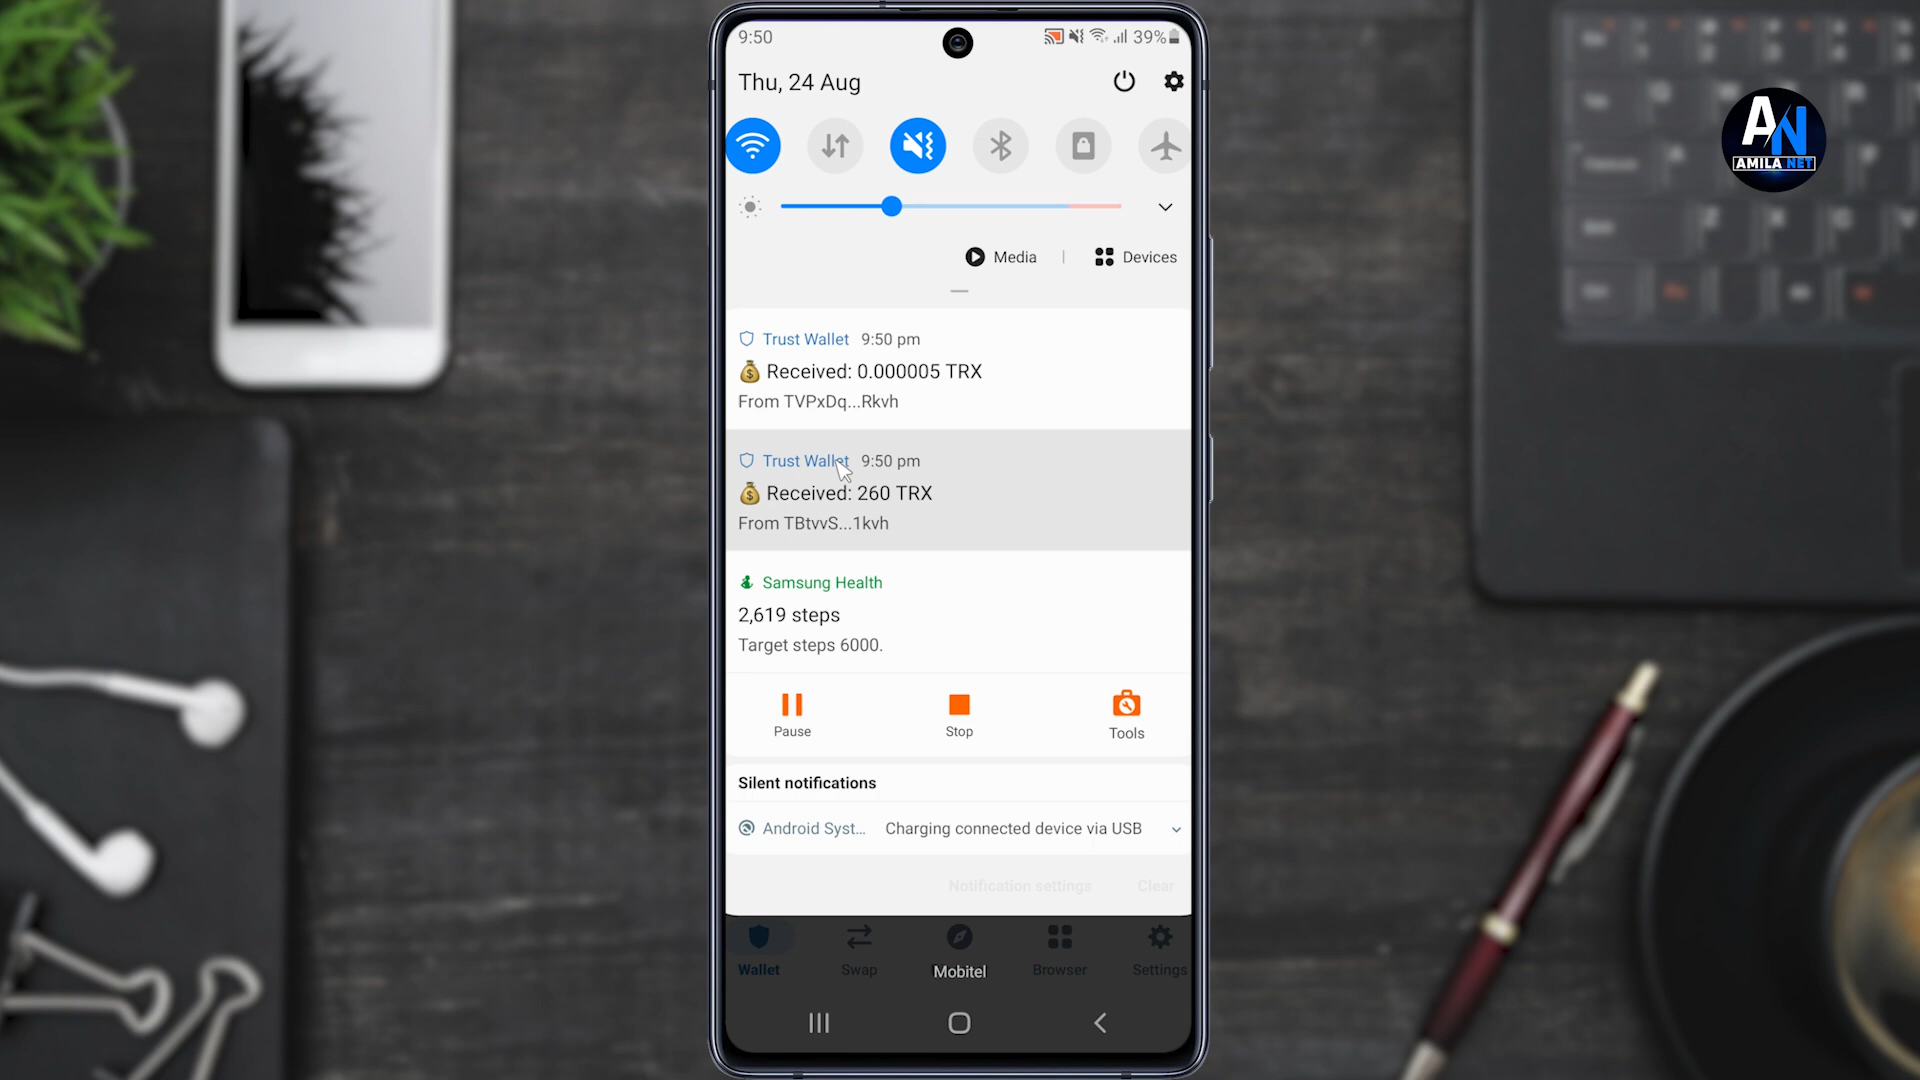 9:50
39%
Thu, 24 Aug
Media
Devices
Trust Wallet 9:50 pm
Received: 0.000005 TRX
From TVPxDq...Rkvh
Trust Wallet 9:50 pm
Received: 260 TRX
From TBtvvS...1kvh
Samsung Health
2,619 steps
Target steps 6000.
Pause
Stop
Tools
Silent notifications
Android Syst... Charging connected device via USB
Notification settings
Clear
Wallet
Swap
Mobitel
Browser
Settings
AN
AMILA NET